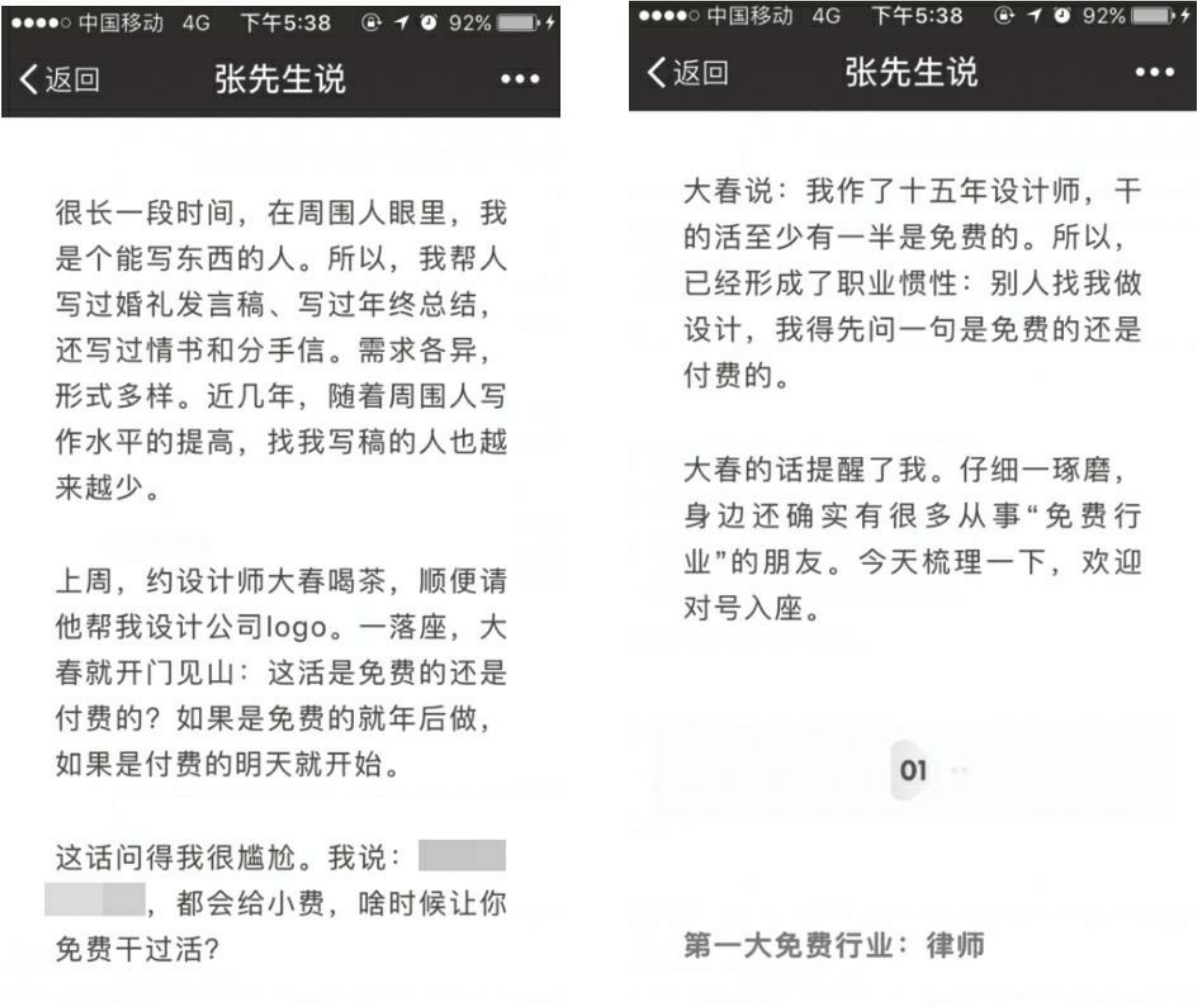 中国移动 4G 下午5:38 92%
返回 张先生说
很长一段时间，在周围人眼里，我
是个能写东西的人。所以，我帮人
写过婚礼发言稿、写过年终总结，
还写过情书和分手信。需求各异，
形式多样。近几年，随着周围人写
作水平的提高，找我写稿的人也越
来越少。
上周，约设计师大春喝茶，顺便请
他帮我设计公司logo。一落座，大
春就开门见山：这活是免费的还是
付费的？如果是免费的就年后做，
如果是付费的明天就开始。
这话问得我很尴尬。我说：
，都会给小费，啥时候让你
免费干过活？
中国移动 4G 下午5:38 92%
返回 张先生说
大春说：我作了十五年设计师，干
的活至少有一半是免费的。所以，
已经形成了职业惯性：别人找我做
设计，我得先问一句是免费的还是
付费的。
大春的话提醒了我。仔细一琢磨，
身边还确实有很多从事“免费行
业”的朋友。今天梳理一下，欢迎
对号入座。
01
第一大免费行业：律师